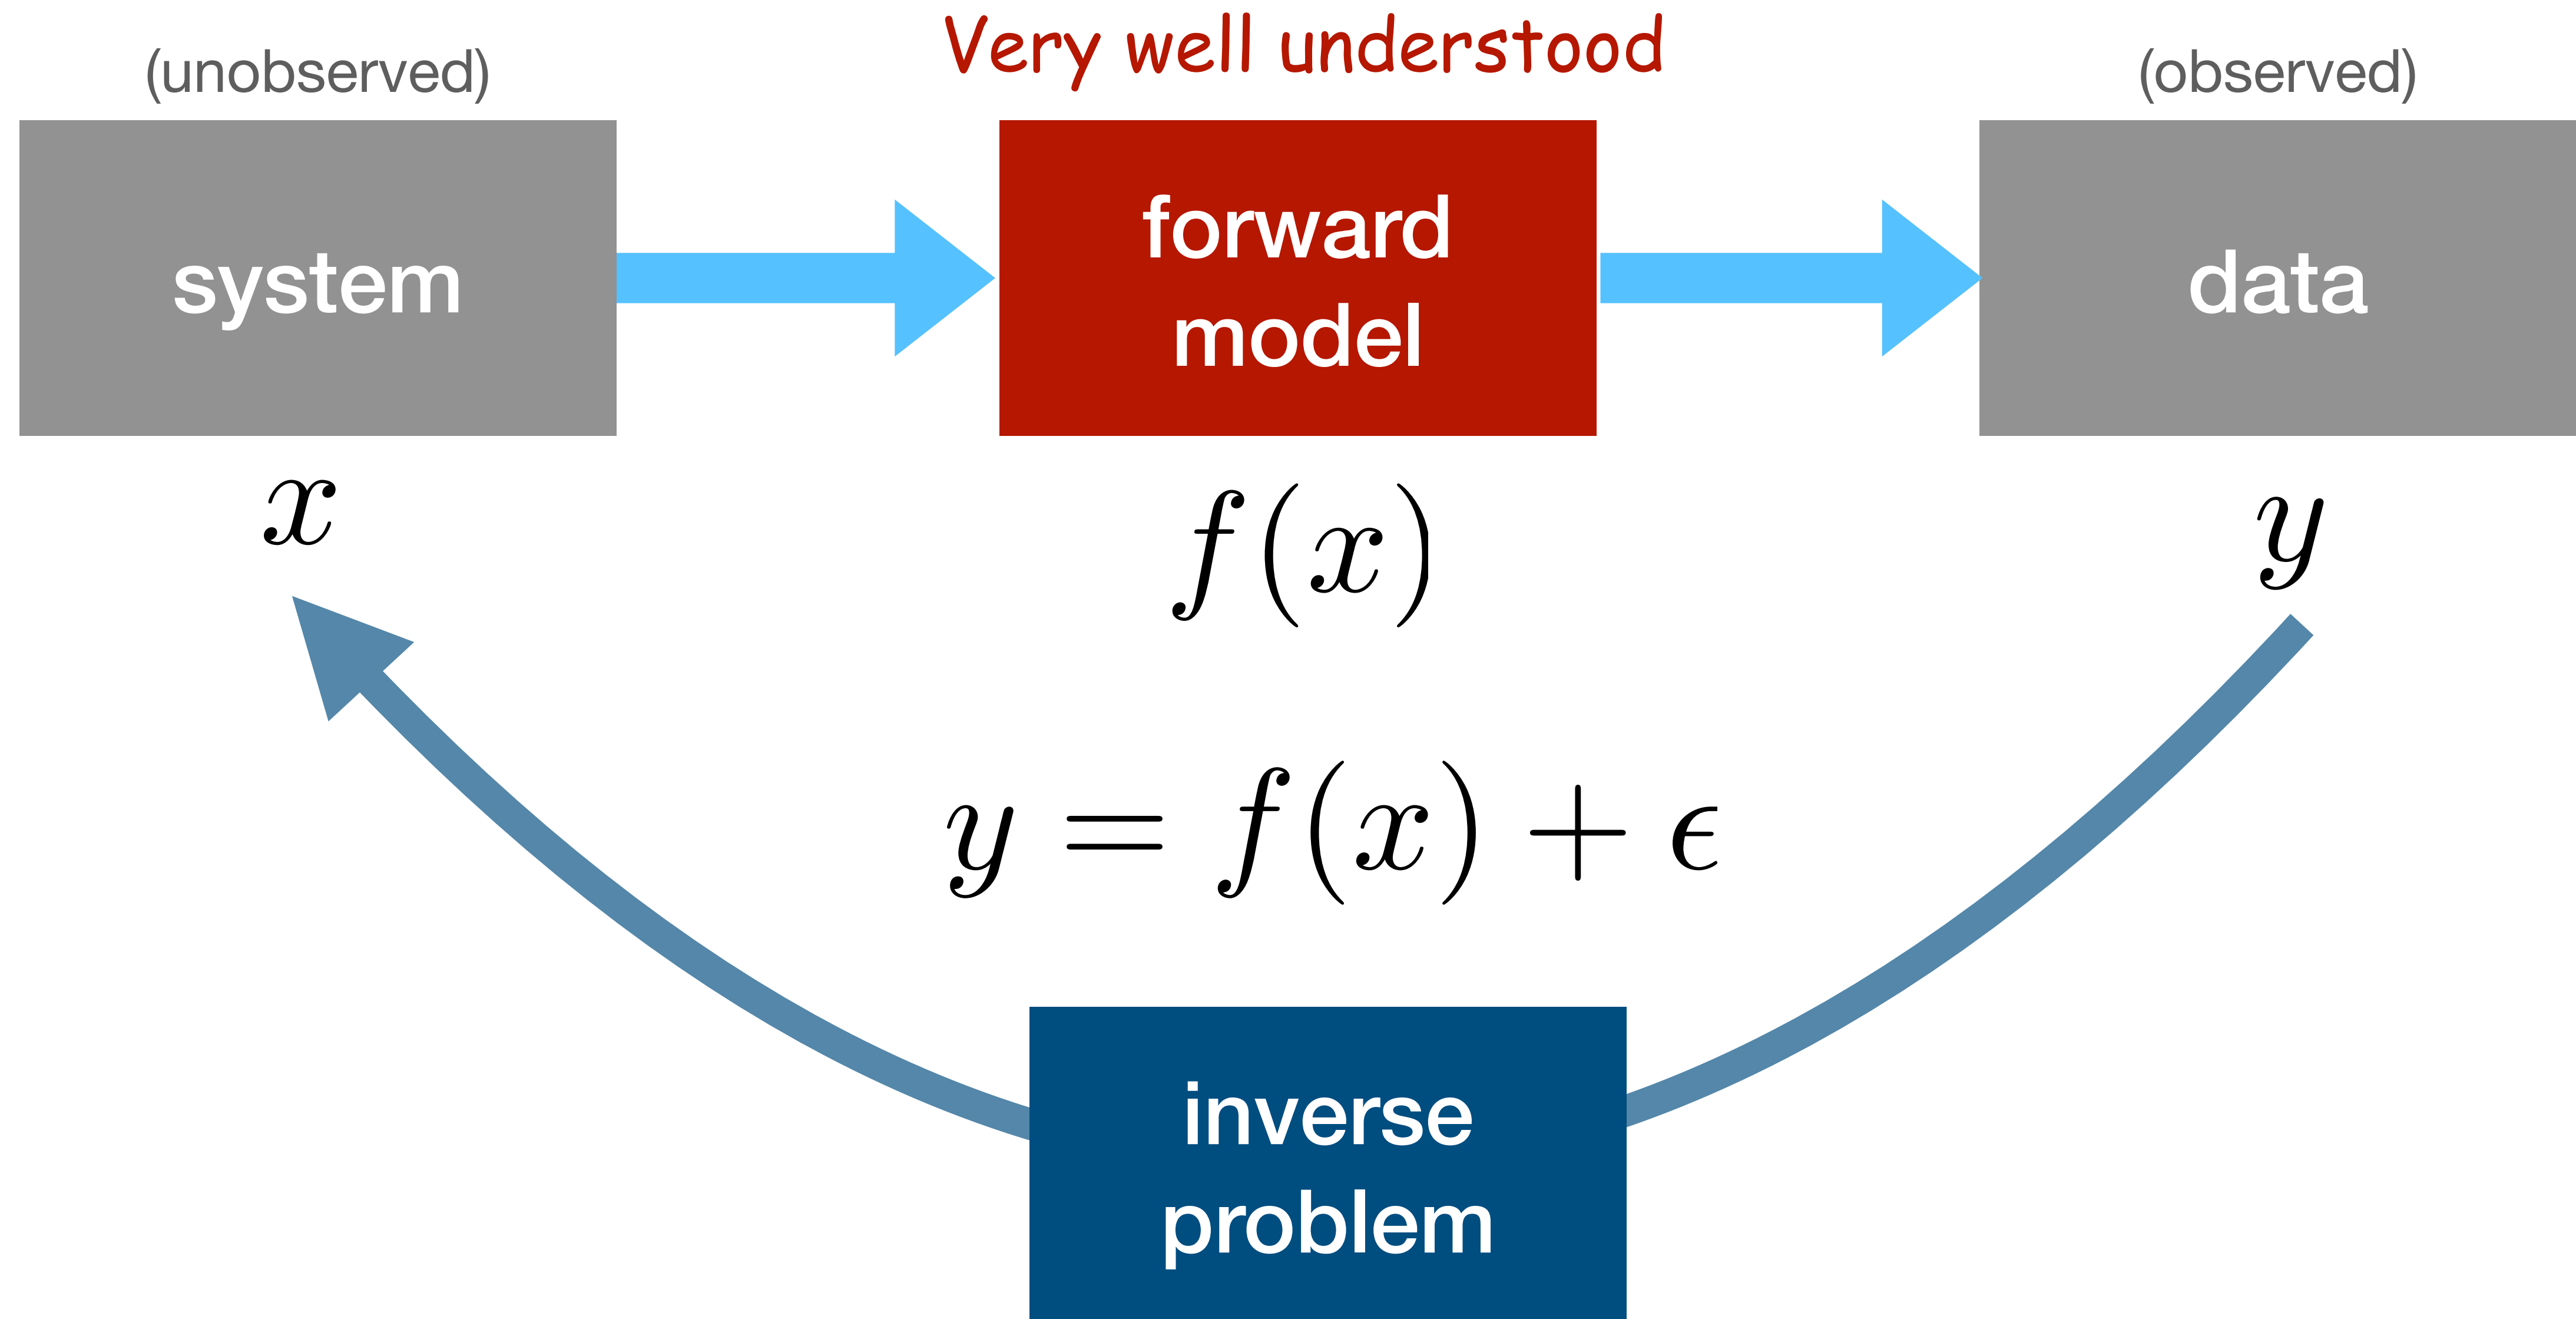 (unobserved)
Very well understood
(observed)
system
forward
model
data
x
f(x)
y
y = f(x) + ϵ
inverse
problem